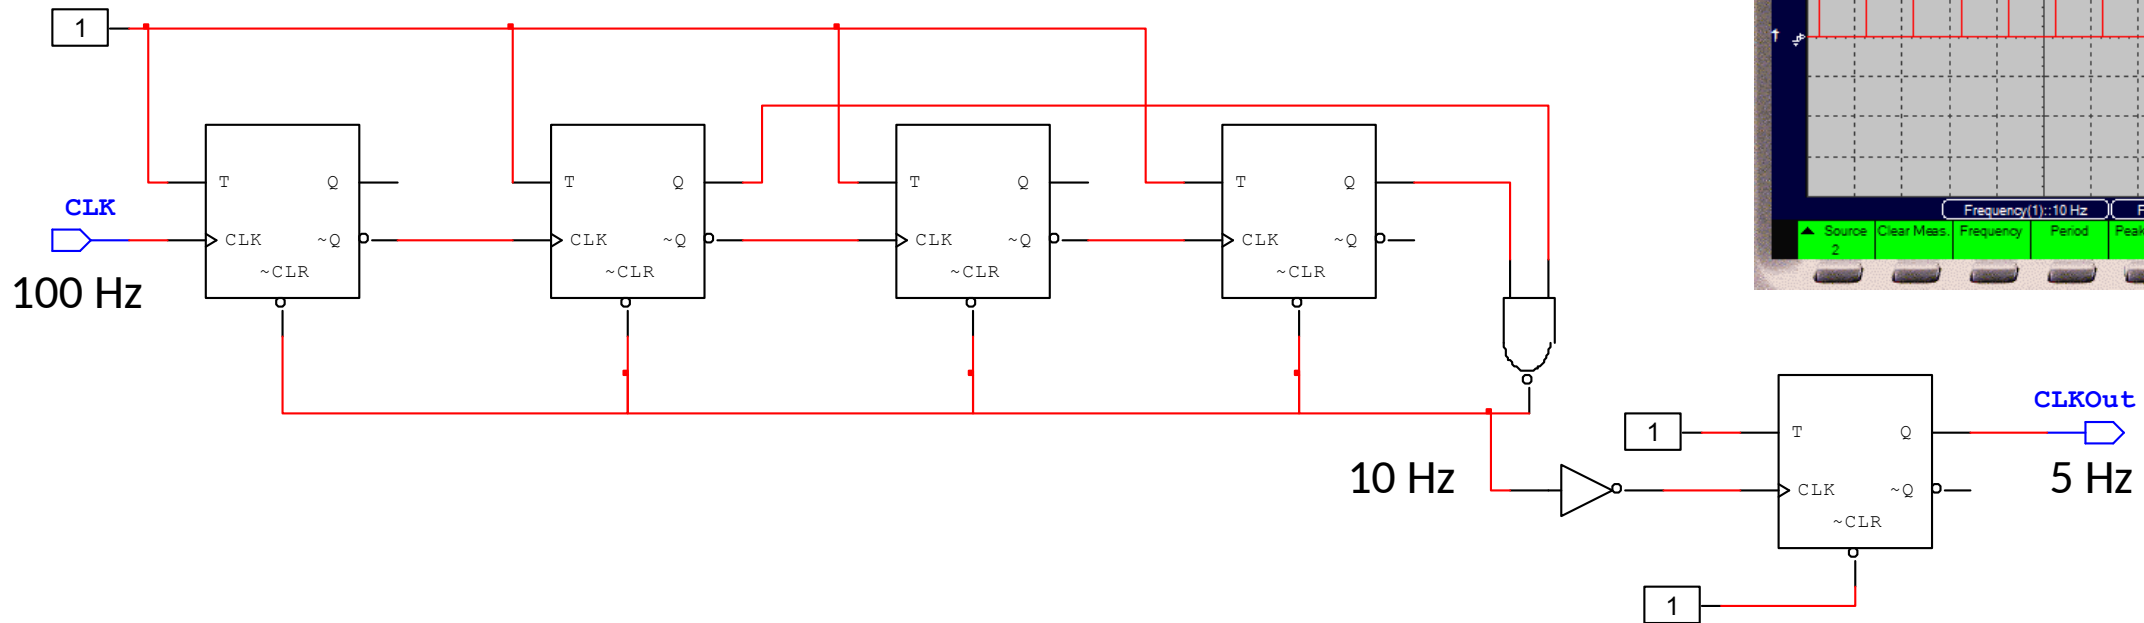 1
T
Q
T
Q
T
Q
T
Q
CLK
CLK
~Q
CLK
~Q
CLK
~Q
CLK
~Q
~CLR
~CLR
~CLR
~CLR
100 Hz
Frequency(1)::10 Hz
F
Source
2
Clear Meas.
Frequency
Period
Peak
CLKOut
1
T
Q
10 Hz
5 Hz
CLK
~Q
~CLR
1